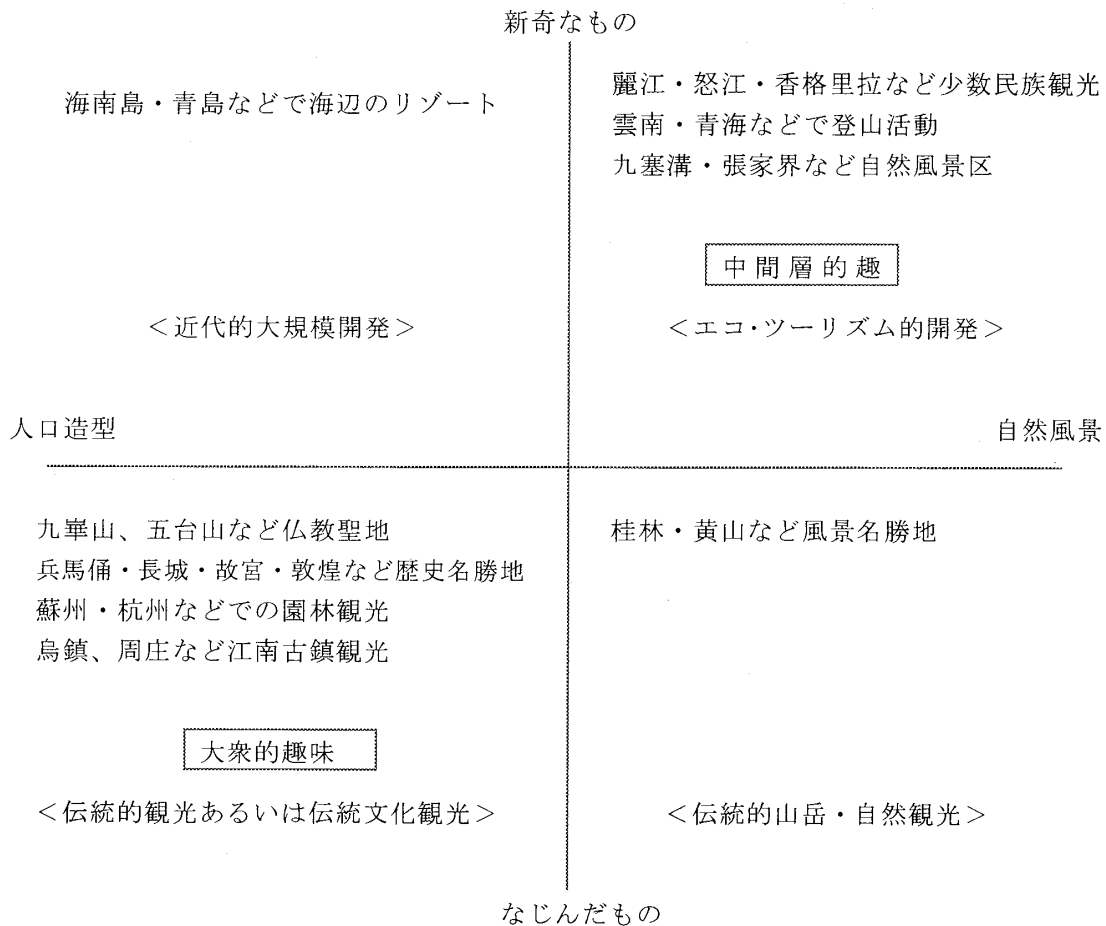 新奇なもの
海南島・青島などで海辺のリゾート
麗江・怒江・香格里拉など少数民族観光
雲南・青海などで登山活動
九塞溝・張家界など自然風景区
中間層的趣
＜近代的大規模開発＞
＜エコ・ツーリズム的開発＞
人口造型
自然風景
九崋山、五台山など仏教聖地
兵馬俑・長城・故宮・敦煌など歴史名勝地
蘇州・杭州などでの園林観光
烏鎮、周庄など江南古鎮観光
桂林・黄山など風景名勝地
大衆的趣味
＜伝統的観光あるいは伝統文化観光＞
＜伝統的山岳・自然観光＞
なじんだもの